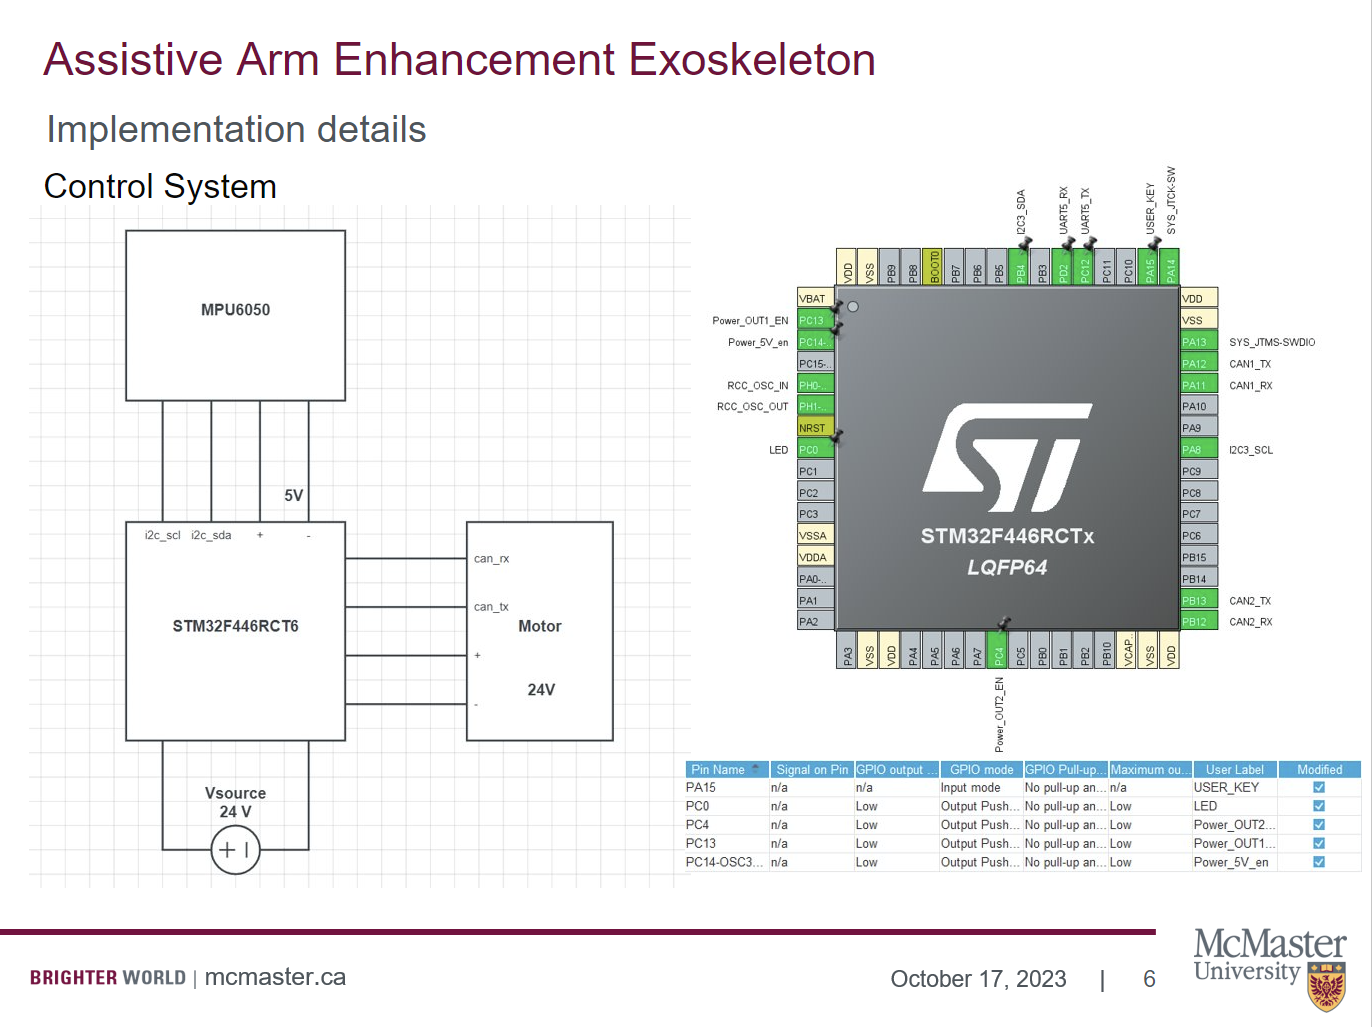 Assistive Arm Enhancement Exoskeleton
Implementation details
Control System
MPU6050
5V
i2c_scl i2c_sda + -
STM32F446RCT6
can_rx
can_tx
Motor
+
24V
-
Vsource
24 V
I2C3_SDA
UART5_RX
UART5_TX
USER_KEY
SYS_JTCK-SW
VDD VSS PB9 PB8 BOOT0 PB7 PB6 PB5 PB4 PB3 PD2 PC12 PC11 PC10 PA15 PA14
VBAT
Power_OUT1_EN PC13
Power_5V_en PC14-..
PC15-..
RCC_OSC_IN PH0-..
RCC_OSC_OUT PH1-..
NRST
LED PC0
PC1
PC2
PC3
VSSA
VDDA
PA0-..
PA1
PA2
STM32F446RCTx
LQFP64
VDD
VSS
PA13 SYS_JTMS-SWDIO
PA12 CAN1_TX
PA11 CAN1_RX
PA10
PA9
PA8 I2C3_SCL
PC9
PC8
PC7
PC6
PB15
PB14
PB13 CAN2_TX
PB12 CAN2_RX
PA3 VSS VDD PA4 PA5 PA6 PA7 PC4 PC5 PB0 PB1 PB2 PB10 VCAP.. VSS VDD
Power_OUT2_EN
Pin Name Signal on Pin GPIO output ... GPIO mode GPIO Pull-up... Maximum ou... User Label Modified
PA15 n/a n/a Input mode No pull-up an... n/a USER_KEY
PC0 n/a Low Output Push... No pull-up an... Low LED
PC4 n/a Low Output Push... No pull-up an... Low Power_OUT2...
PC13 n/a Low Output Push... No pull-up an... Low Power_OUT1...
PC14-OSC3... n/a Low Output Push... No pull-up an... Low Power_5V_en
BRIGHTER WORLD | mcmaster.ca
October 17, 2023 | 6
McMaster
University